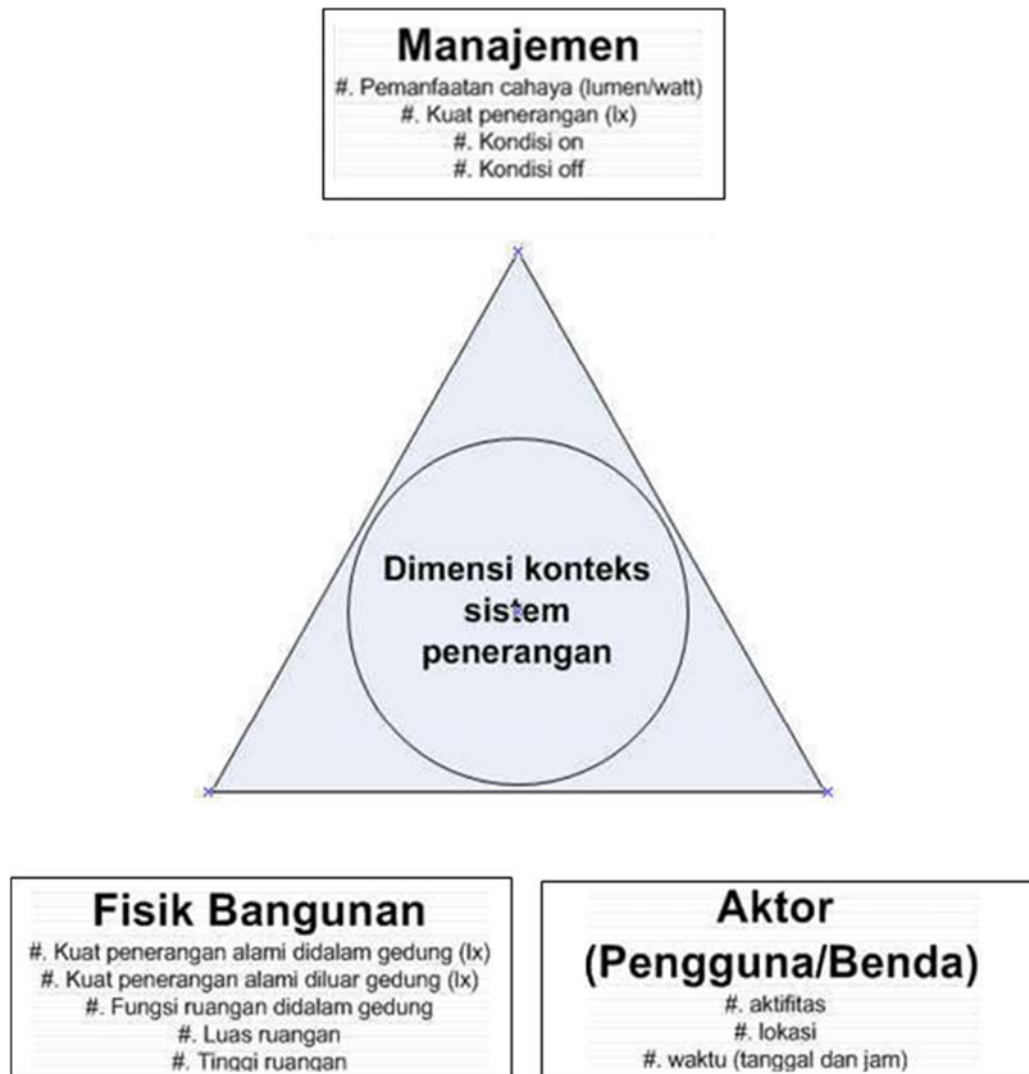 Manajemen
#. Pemanfaatan cahaya (lumen/watt)
#. Kuat penerangan (lx)
#. Kondisi on
#. Kondisi off
Dimensi konteks
sistem
penerangan
Fisik Bangunan
#. Kuat penerangan alami didalam gedung (lx)
#. Kuat penerangan alami diluar gedung (lx)
#. Fungsi ruangan didalam gedung
#. Luas ruangan
#. Tinggi ruangan
Aktor
(Pengguna/Benda)
#. aktifitas
#. lokasi
#. waktu (tanggal dan jam)